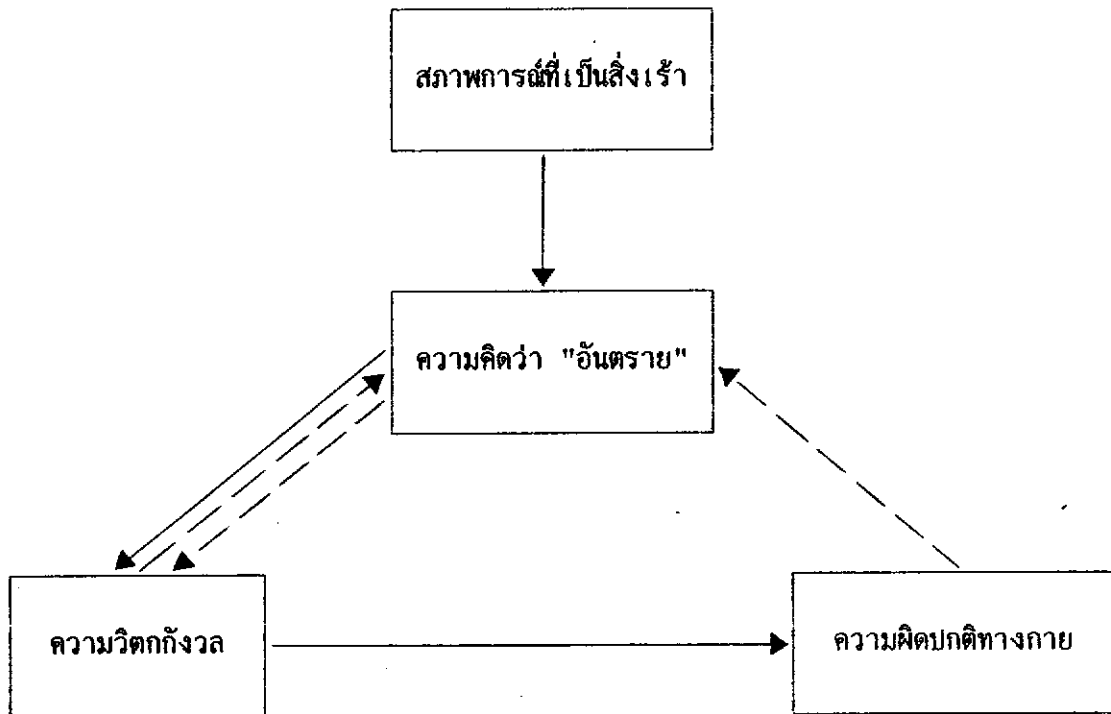 สภาพการณ์ที่เป็นสิ่งเร้า
ความคิดว่า "อันตราย"
ความวิตกกังวล
ความผิดปกติทางกาย